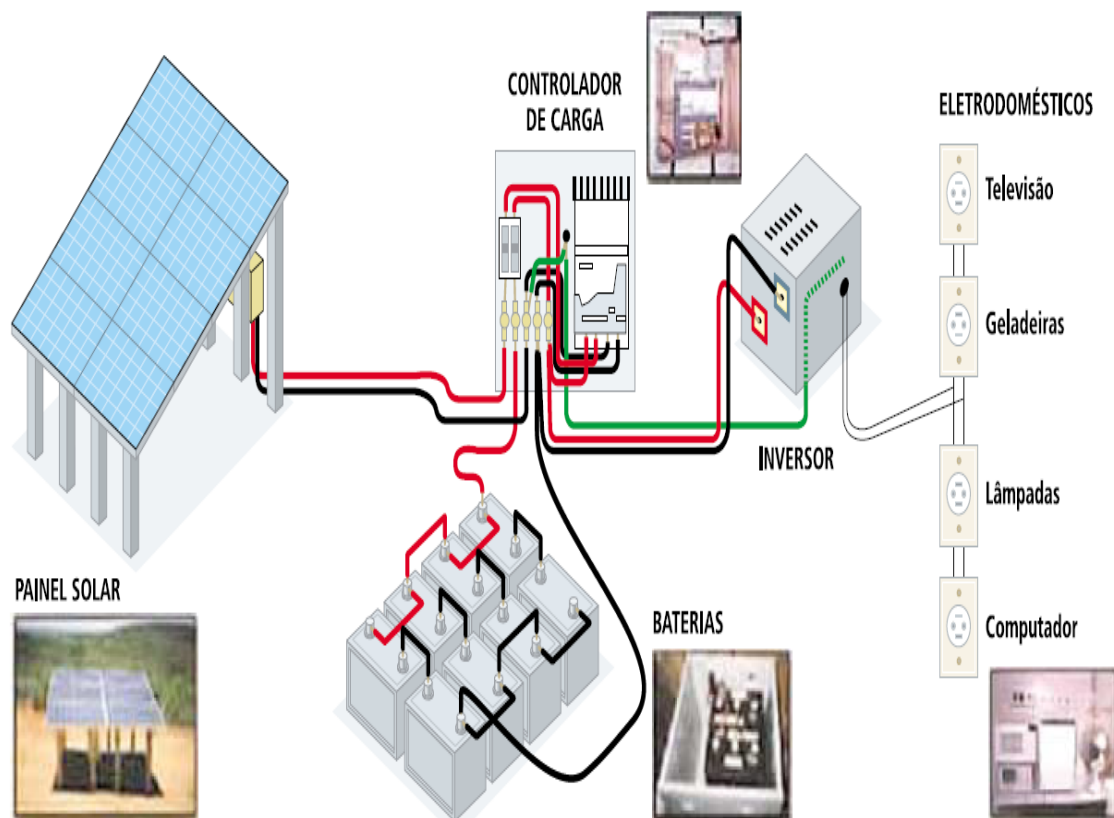 CONTROLADOR
DE CARGA
ELETRODOMÉSTICOS
Televisão
Geladeiras
INVERSOR
Lâmpadas
PAINEL SOLAR
BATERIAS
Computador